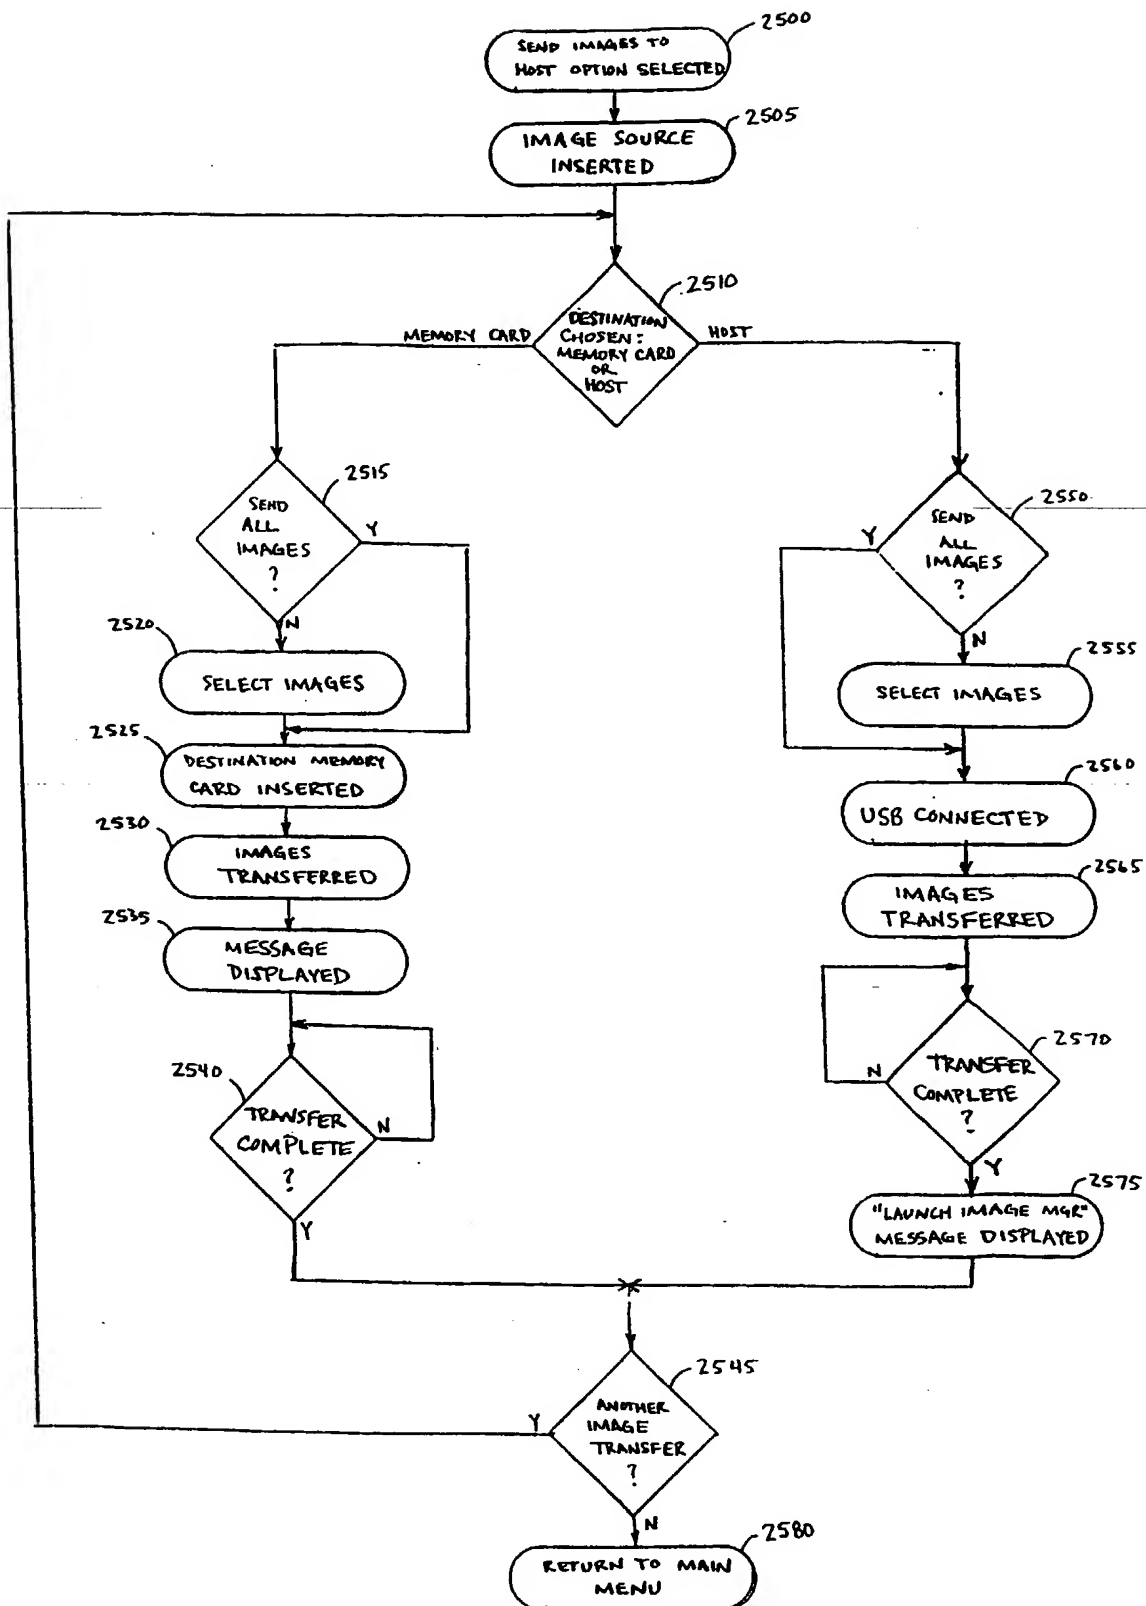 2500
SEND IMAGES TO
HOST OPTION SELECTED
2505
IMAGE SOURCE
INSERTED
2510
DESTINATION
CHOSEN:
MEMORY CARD
OR
HOST
MEMORY CARD
HOST
2515
SEND
ALL
IMAGES
?
Y
N
2520
SELECT IMAGES
2525
DESTINATION MEMORY
CARD INSERTED
2530
IMAGES
TRANSFERRED
2535
MESSAGE
DISPLAYED
2540
TRANSFER
COMPLETE
?
N
Y
2550
SEND
ALL
IMAGES
?
Y
N
2555
SELECT IMAGES
2560
USB CONNECTED
2565
IMAGES
TRANSFERRED
2570
TRANSFER
COMPLETE
?
N
Y
2575
"LAUNCH IMAGE MGR"
MESSAGE DISPLAYED
2545
ANOTHER
IMAGE
TRANSFER
?
Y
N
2580
RETURN TO MAIN
MENU